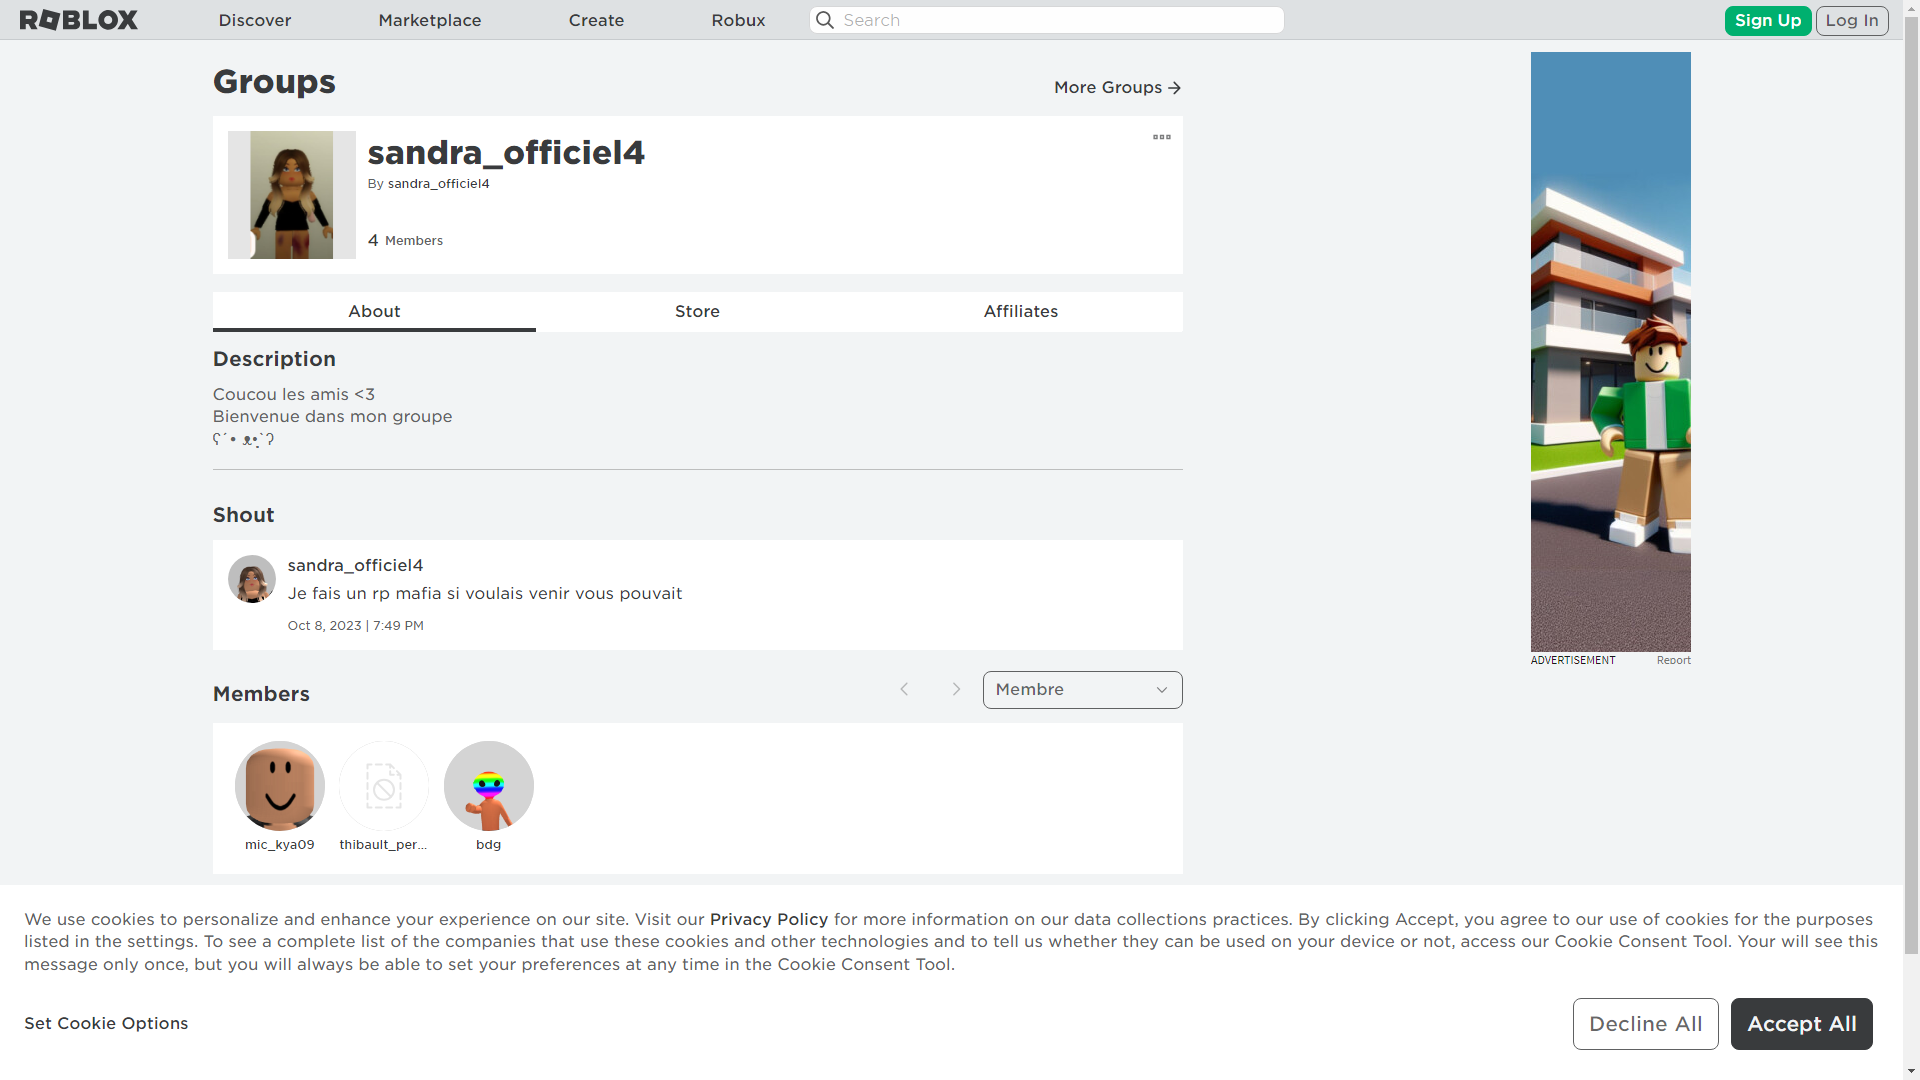 ROBLOX
Discover
Marketplace
Create
Robux
Search
Sign Up
Log In
Groups
More Groups
sandra_officiel4
By sandra_officiel4
4 Members
About
Store
Affiliates
Description
Coucou les amis <3
Bienvenue dans mon groupe
ʕ´• ᴥ•̥`ʔ
Shout
sandra_officiel4
Je fais un rp mafia si voulais venir vous pouvait
Oct 8, 2023 | 7:49 PM
ADVERTISEMENT
Report
Members
Membre
mic_kya09
thibault_per...
bdg
We use cookies to personalize and enhance your experience on our site. Visit our Privacy Policy for more information on our data collections practices. By clicking Accept, you agree to our use of cookies for the purposes
listed in the settings. To see a complete list of the companies that use these cookies and other technologies and to tell us whether they can be used on your device or not, access our Cookie Consent Tool. Your will see this
message only once, but you will always be able to set your preferences at any time in the Cookie Consent Tool.
Set Cookie Options
Decline All
Accept All